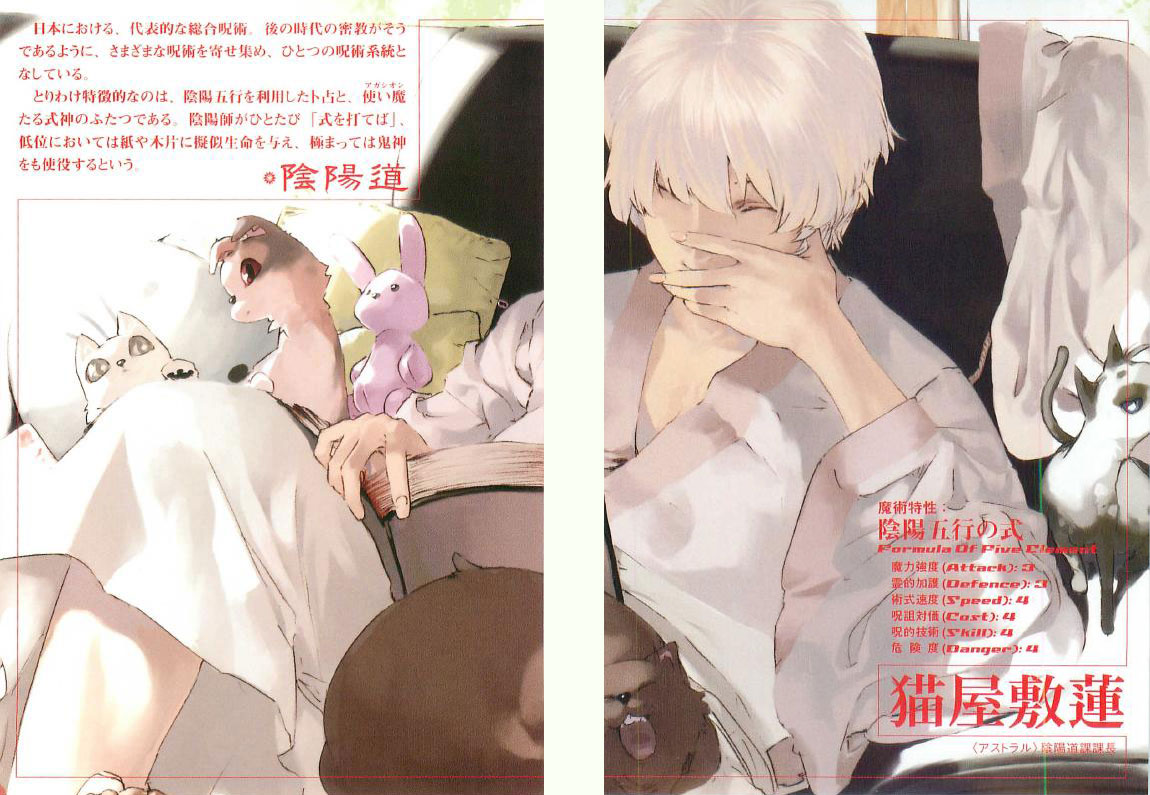 日本における、代表的な総合呪術。後の時代の密教がそう
であるように、さまざまな呪術を寄せ集め、ひとつの呪術系統と
なしている。
アガシオン
とりわけ特徴的なのは、陰陽五行を利用した卜占と、使い魔
たる式神のふたつである。陰陽師がひとたび「式を打てば」、
低位においては紙や木片に擬似生命を与え、極まっては鬼神
をも使役するという。
陰陽道
魔術特性：
陰陽五行の式
Formula Of Five Element
魔力強度(Attack): 3
霊的加護(Defence): 3
術式速度(Speed): 4
呪詛対価(Cost): 4
呪的技術(Skill): 4
危険度(Danger): 4
猫屋敷蓮
〈アストラル〉陰陽道課課長